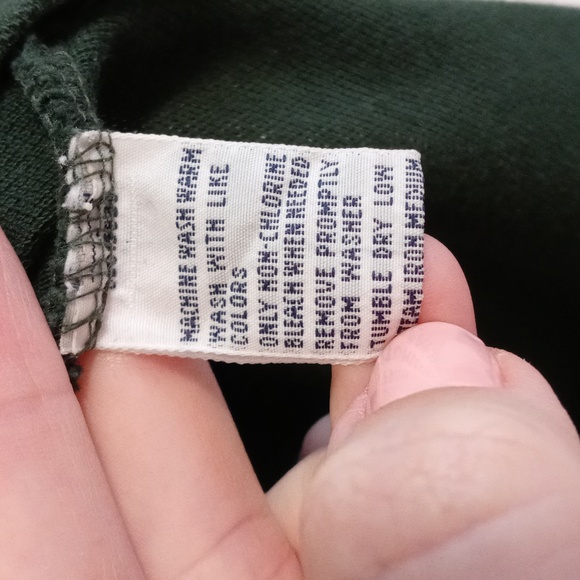 MACHINE WASH WARM
WASH WITH LIKE
COLORS
ONLY NON CHLORINE
BLEACH WHEN NEEDED
REMOVE PROMPTLY
FROM WASHER
TUMBLE DRY LOW
TEAM IRON MEDIUM